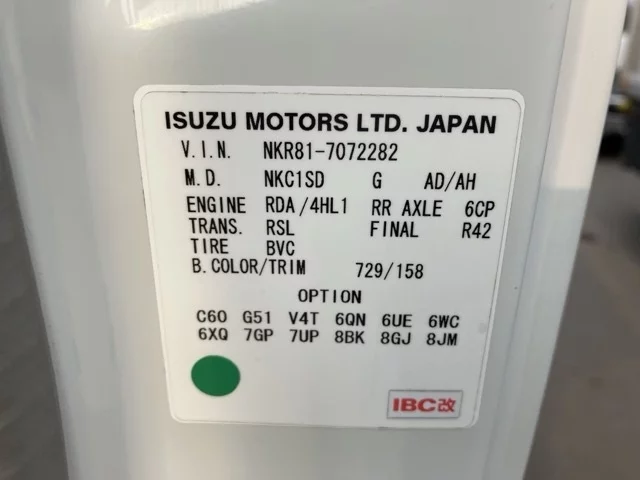 ISUZU MOTORS LTD. JAPAN
V.I.N. NKR81-7072282
M.D. NKC1SD G AD/AH
ENGINE RDA/4HL1 RR AXLE 6CP
TRANS. RSL FINAL R42
TIRE BVC
B.COLOR/TRIM 729/158
OPTION
C60 G51 V4T 6QN 6UE 6WC
6XQ 7GP 7UP 8BK 8GJ 8JM
IBC改